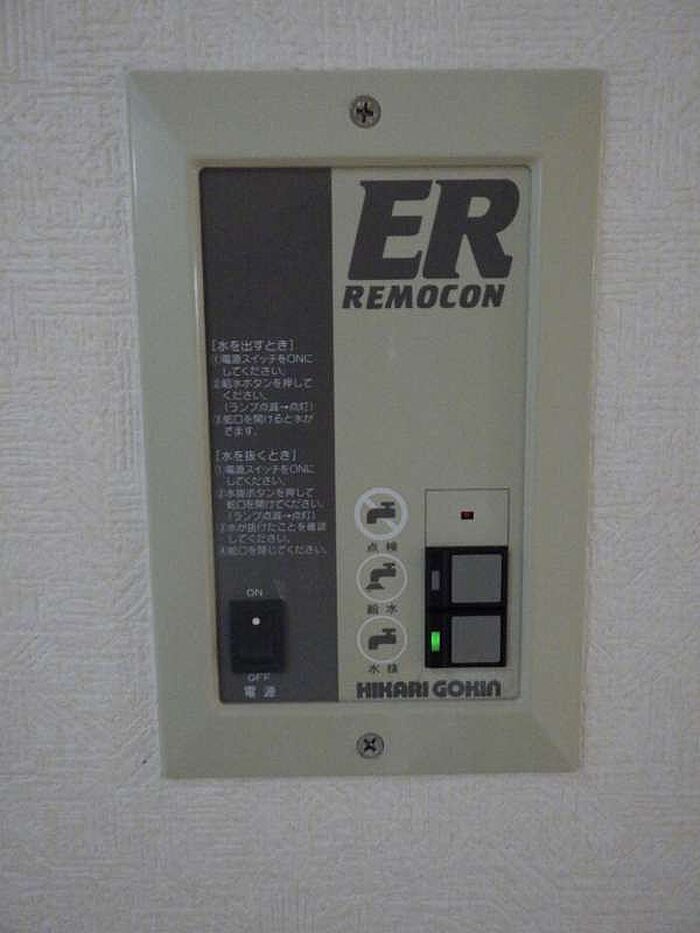 ER
REMOCON
［水を出すとき］
①電源スイッチをONに
してください。
②給水ボタンを押して
ください。
（ランプ点滅→点灯）
③蛇口を開けると水が
でます。
［水を抜くとき］
①電源スイッチをONに
してください。
②水抜ボタンを押して
蛇口を開けてください。
（ランプ点滅→点灯）
③水が抜けたことを確認
してください。
④蛇口を閉じてください。
点検
給水
水抜
ON
OFF
電源
HIKARI GOKIN